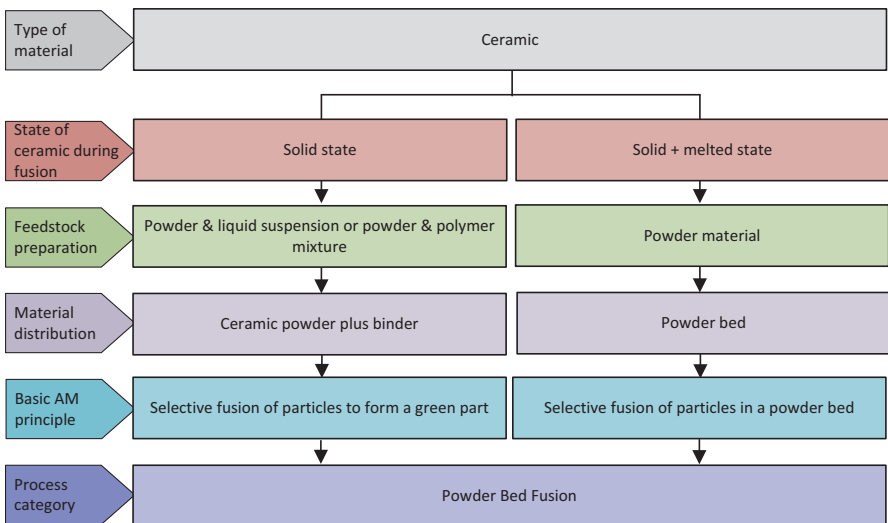 Type of
material
Ceramic
State of
ceramic during
fusion
Solid state
Solid + melted state
Feedstock
preparation
Powder & liquid suspension or powder & polymer
mixture
Powder material
Material
distribution
Ceramic powder plus binder
Powder bed
Basic AM
principle
Selective fusion of particles to form a green part
Selective fusion of particles in a powder bed
Process
category
Powder Bed Fusion